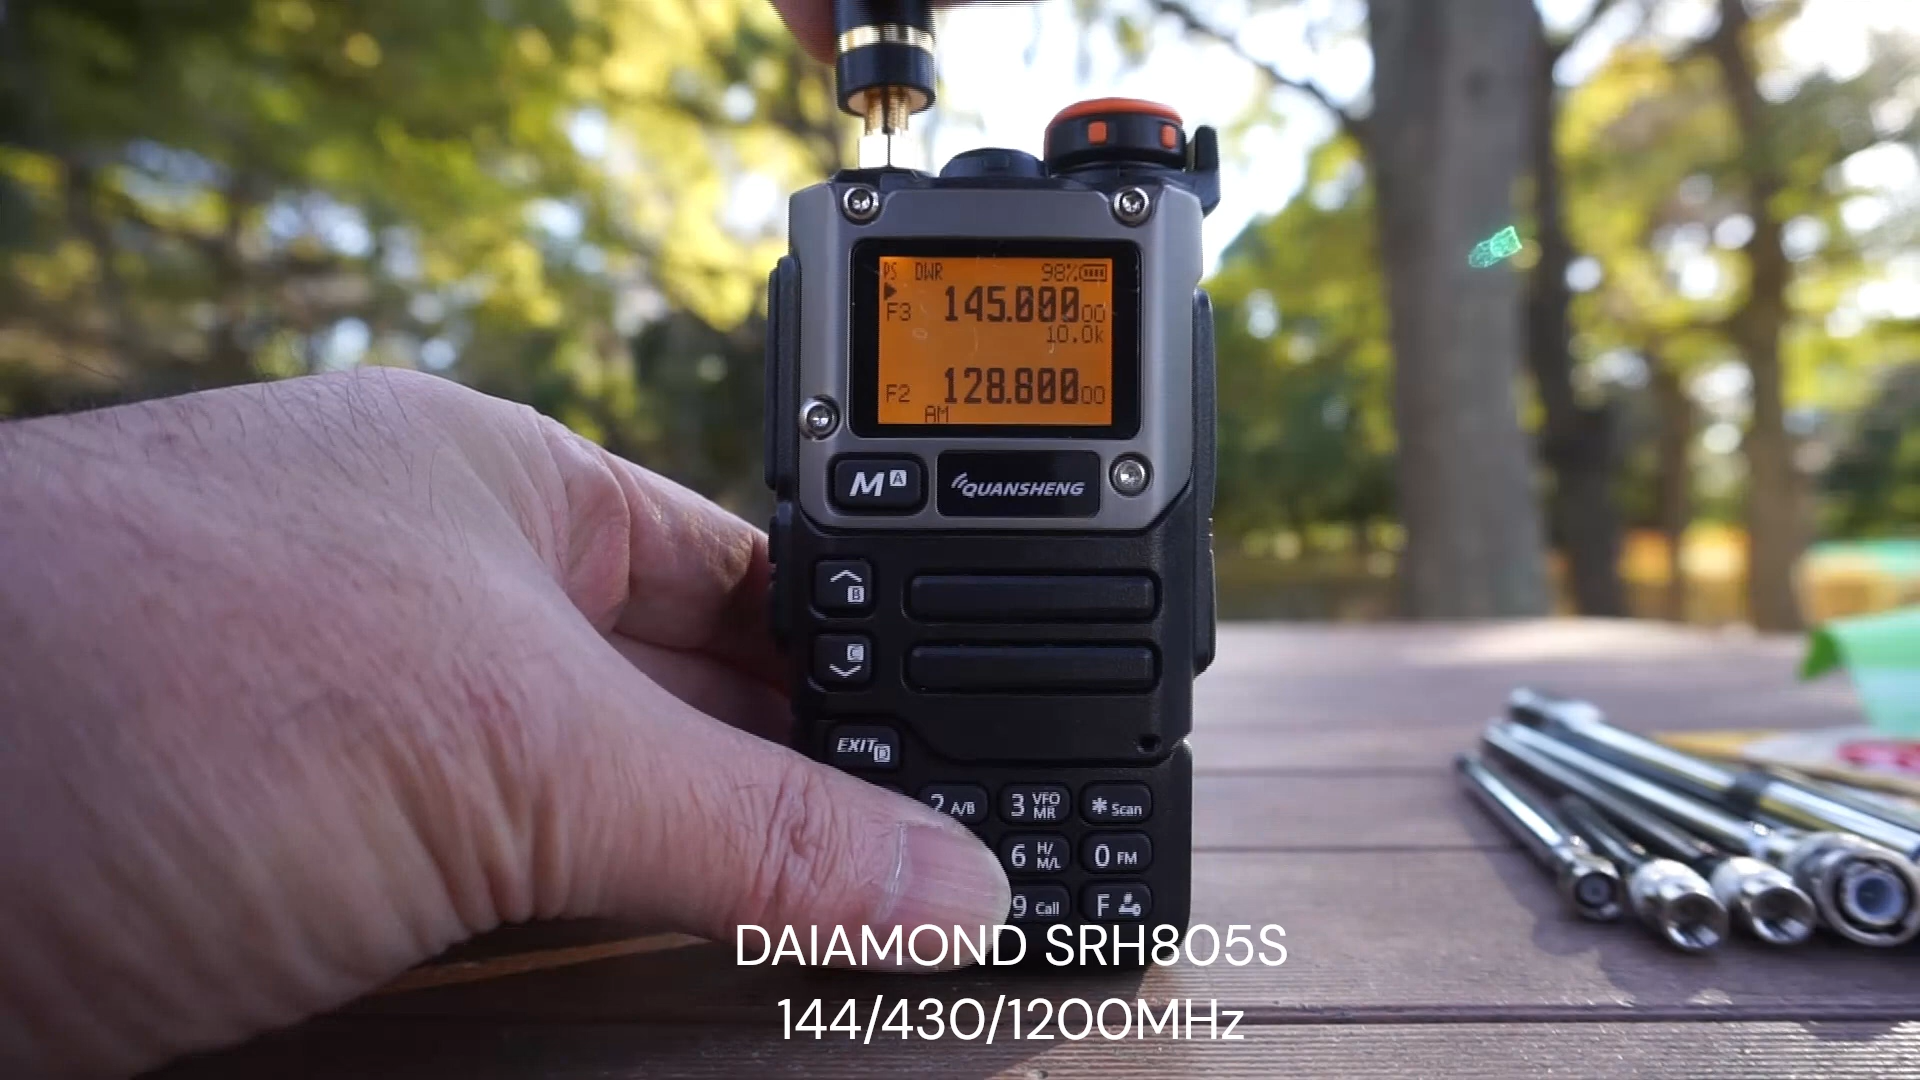 PS DWR 98%
F3 145.00000
10.0k
F2 128.80000
AM
M A
QUANSHENG
B
C
EXIT D
2 A/B 3 VFO MR * Scan
6 H/M/L 0 FM
9 Call F
DAIAMOND SRH805S
144/430/1200MHz